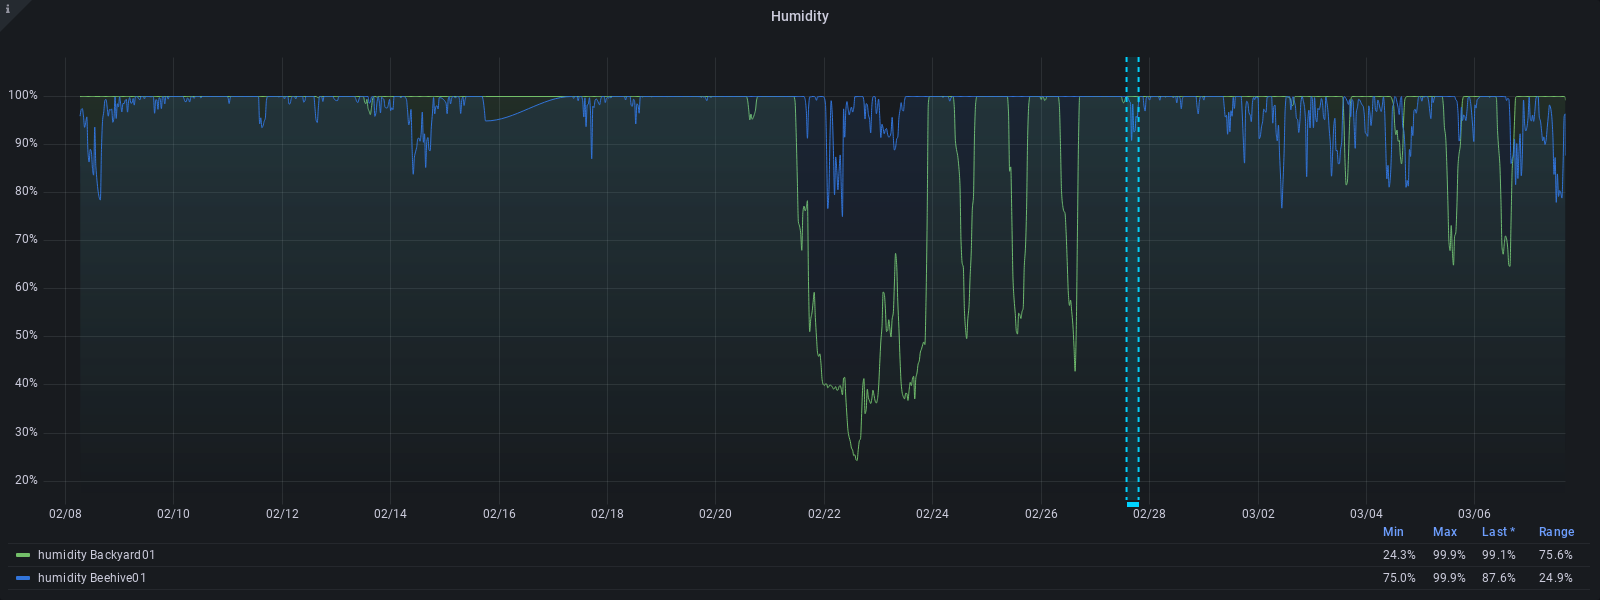 i
Humidity
100%
90%
80%
70%
60%
50%
40%
30%
20%
02/08 02/10 02/12 02/14 02/16 02/18 02/20 02/22 02/24 02/26 02/28 03/02 03/04 03/06
Min Max Last * Range
humidity Backyard01 24.3% 99.9% 99.1% 75.6%
humidity Beehive01 75.0% 99.9% 87.6% 24.9%